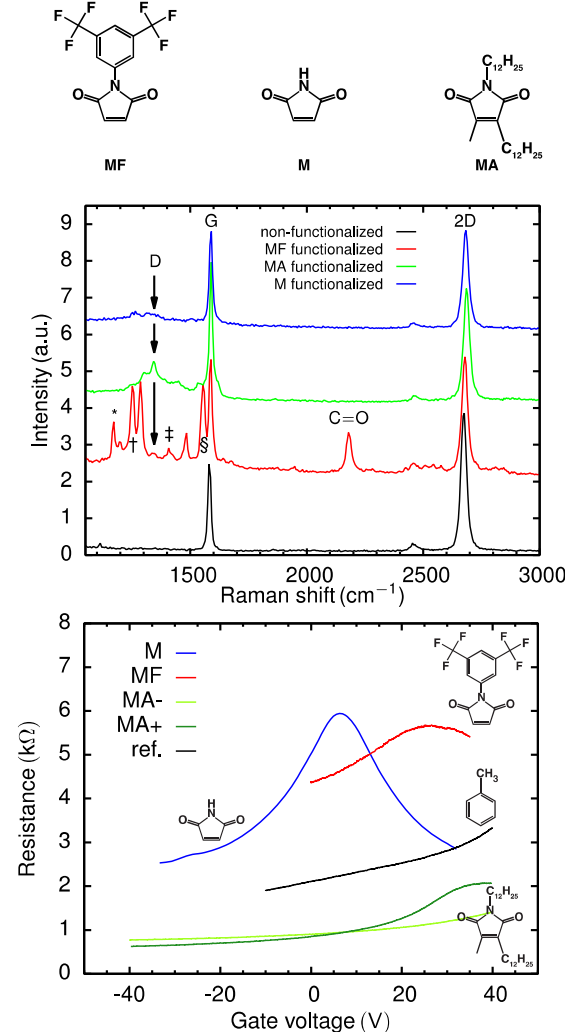 F F F F F F
N
O O
MF
H
N
O O
M
C12H25
N
O O
C12H25
MA
9
8
7
6
5
4
3
2
1
0
Intensity (a.u.)
G
2D
D
non-functionalized
MF functionalized
MA functionalized
M functionalized
* † ‡ §
C=O
1500 2000 2500 3000
Raman shift (cm−1)
8
7
6
5
4
3
2
1
0
Resistance (kΩ)
M
MF
MA-
MA+
ref.
F F F F F F
N
O O
H
N
O O
CH3
C12H25
N
O O
C12H25
-40 -20 0 20 40
Gate voltage (V)